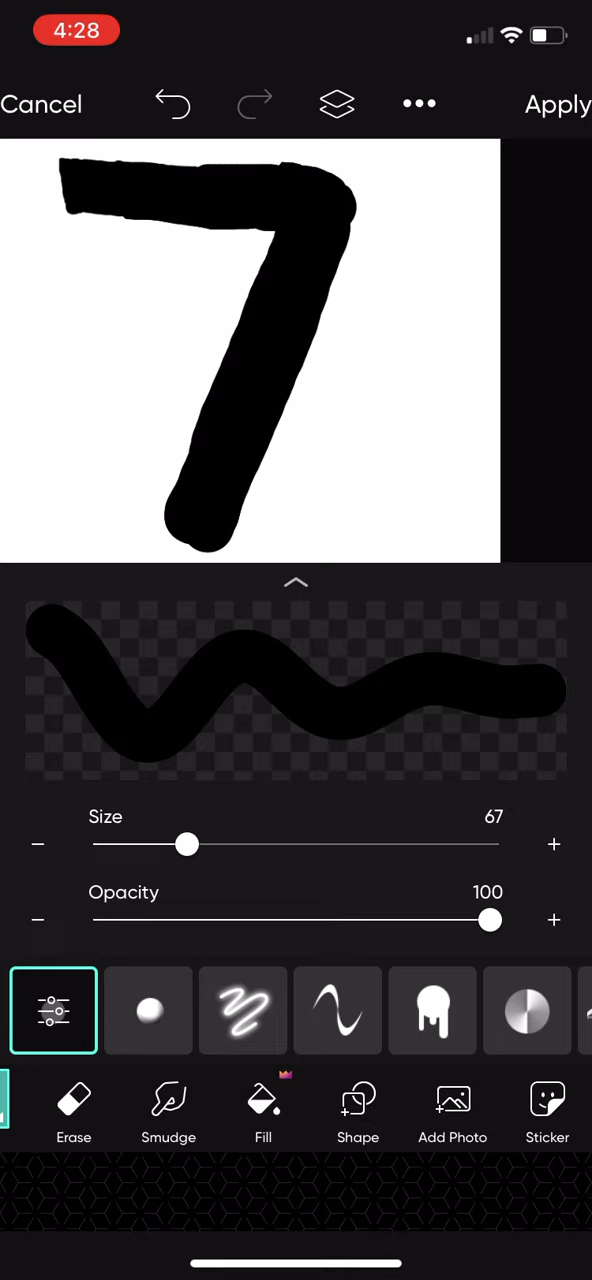 4:28
Cancel Apply
7
Size 67
Opacity 100
Erase Smudge Fill Shape Add Photo Sticker